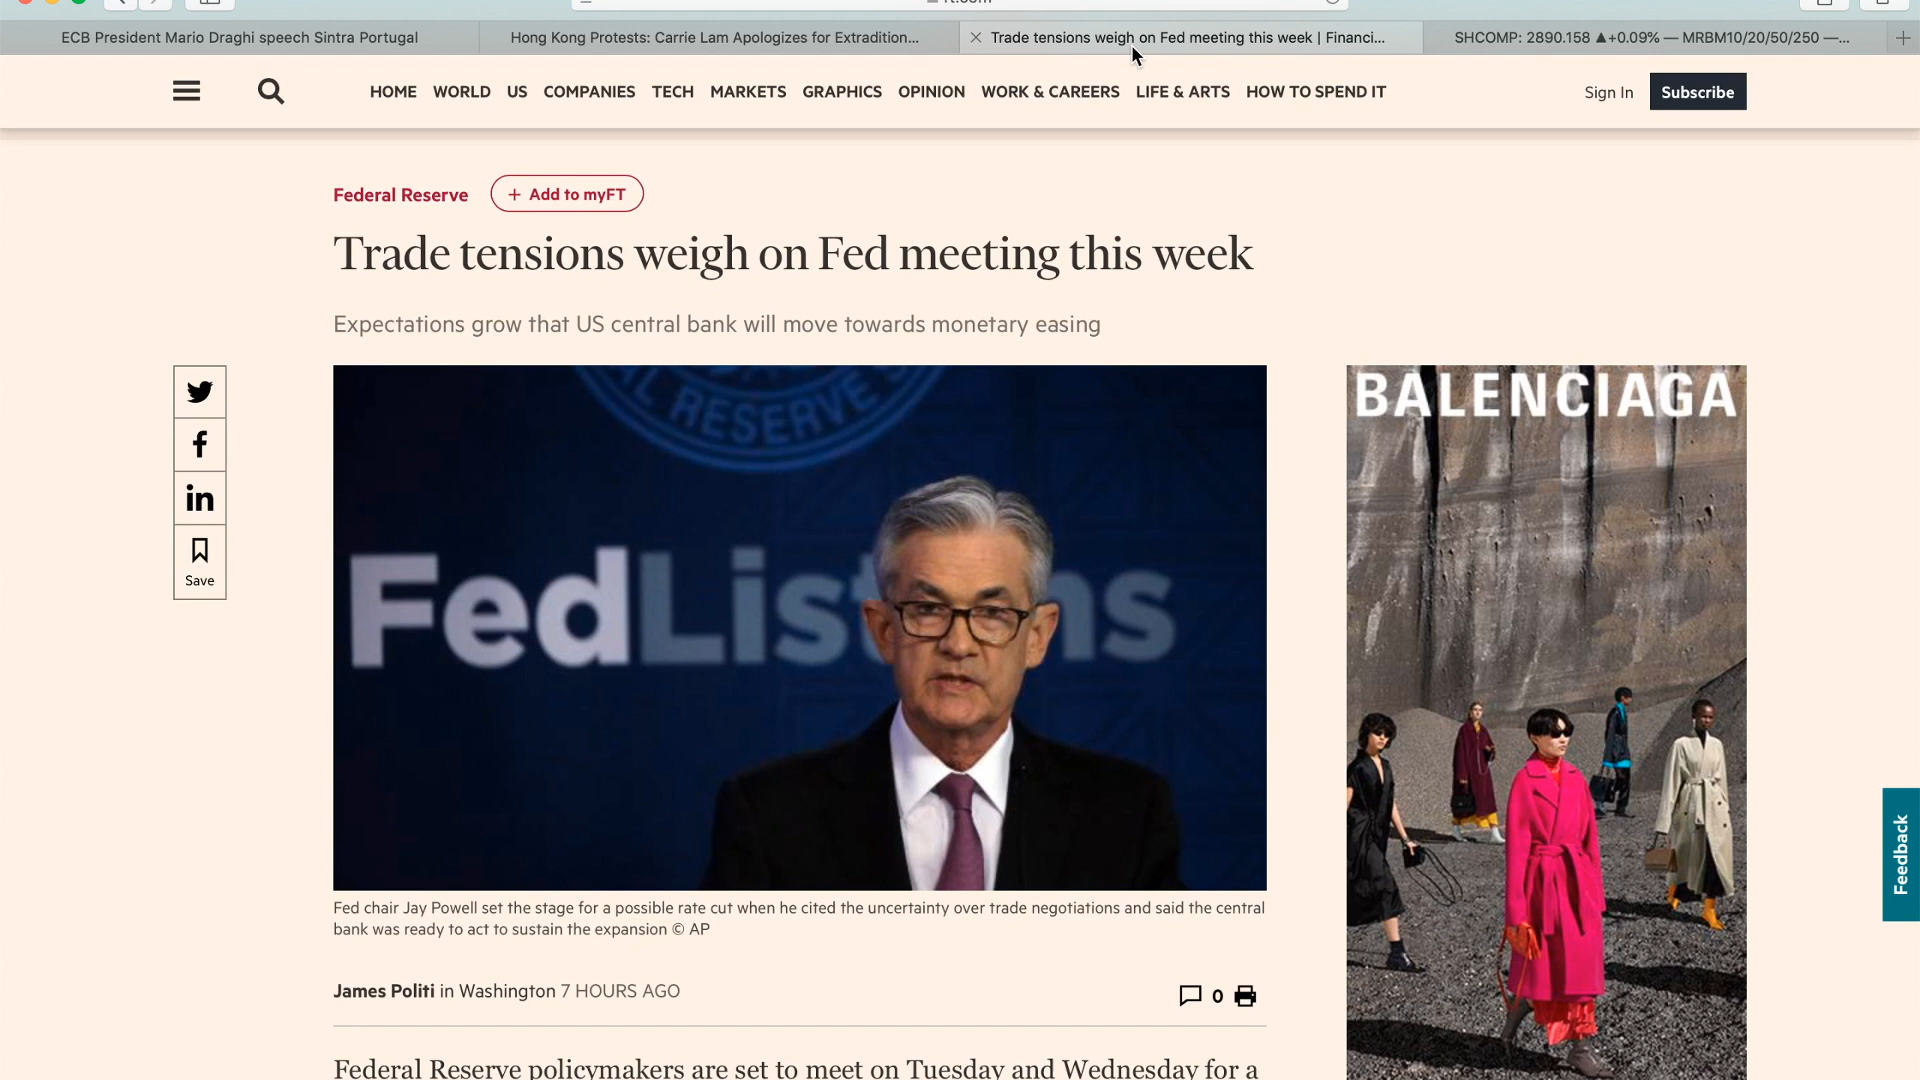 ECB President Mario Draghi speech Sintra Portugal
Hong Kong Protests: Carrie Lam Apologizes for Extradition...
Trade tensions weigh on Fed meeting this week | Financi...
SHCOMP: 2890.158 ▲+0.09% — MRBM10/20/50/250 —...
HOME WORLD US COMPANIES TECH MARKETS GRAPHICS OPINION WORK & CAREERS LIFE & ARTS HOW TO SPEND IT
Sign In Subscribe
Federal Reserve + Add to myFT
Trade tensions weigh on Fed meeting this week
Expectations grow that US central bank will move towards monetary easing
Save
RESERVE
Fed
BALENCIAGA
Feedback
Fed chair Jay Powell set the stage for a possible rate cut when he cited the uncertainty over trade negotiations and said the central
bank was ready to act to sustain the expansion © AP
James Politi in Washington 7 HOURS AGO
0
Federal Reserve policymakers are set to meet on Tuesday and Wednesday for a